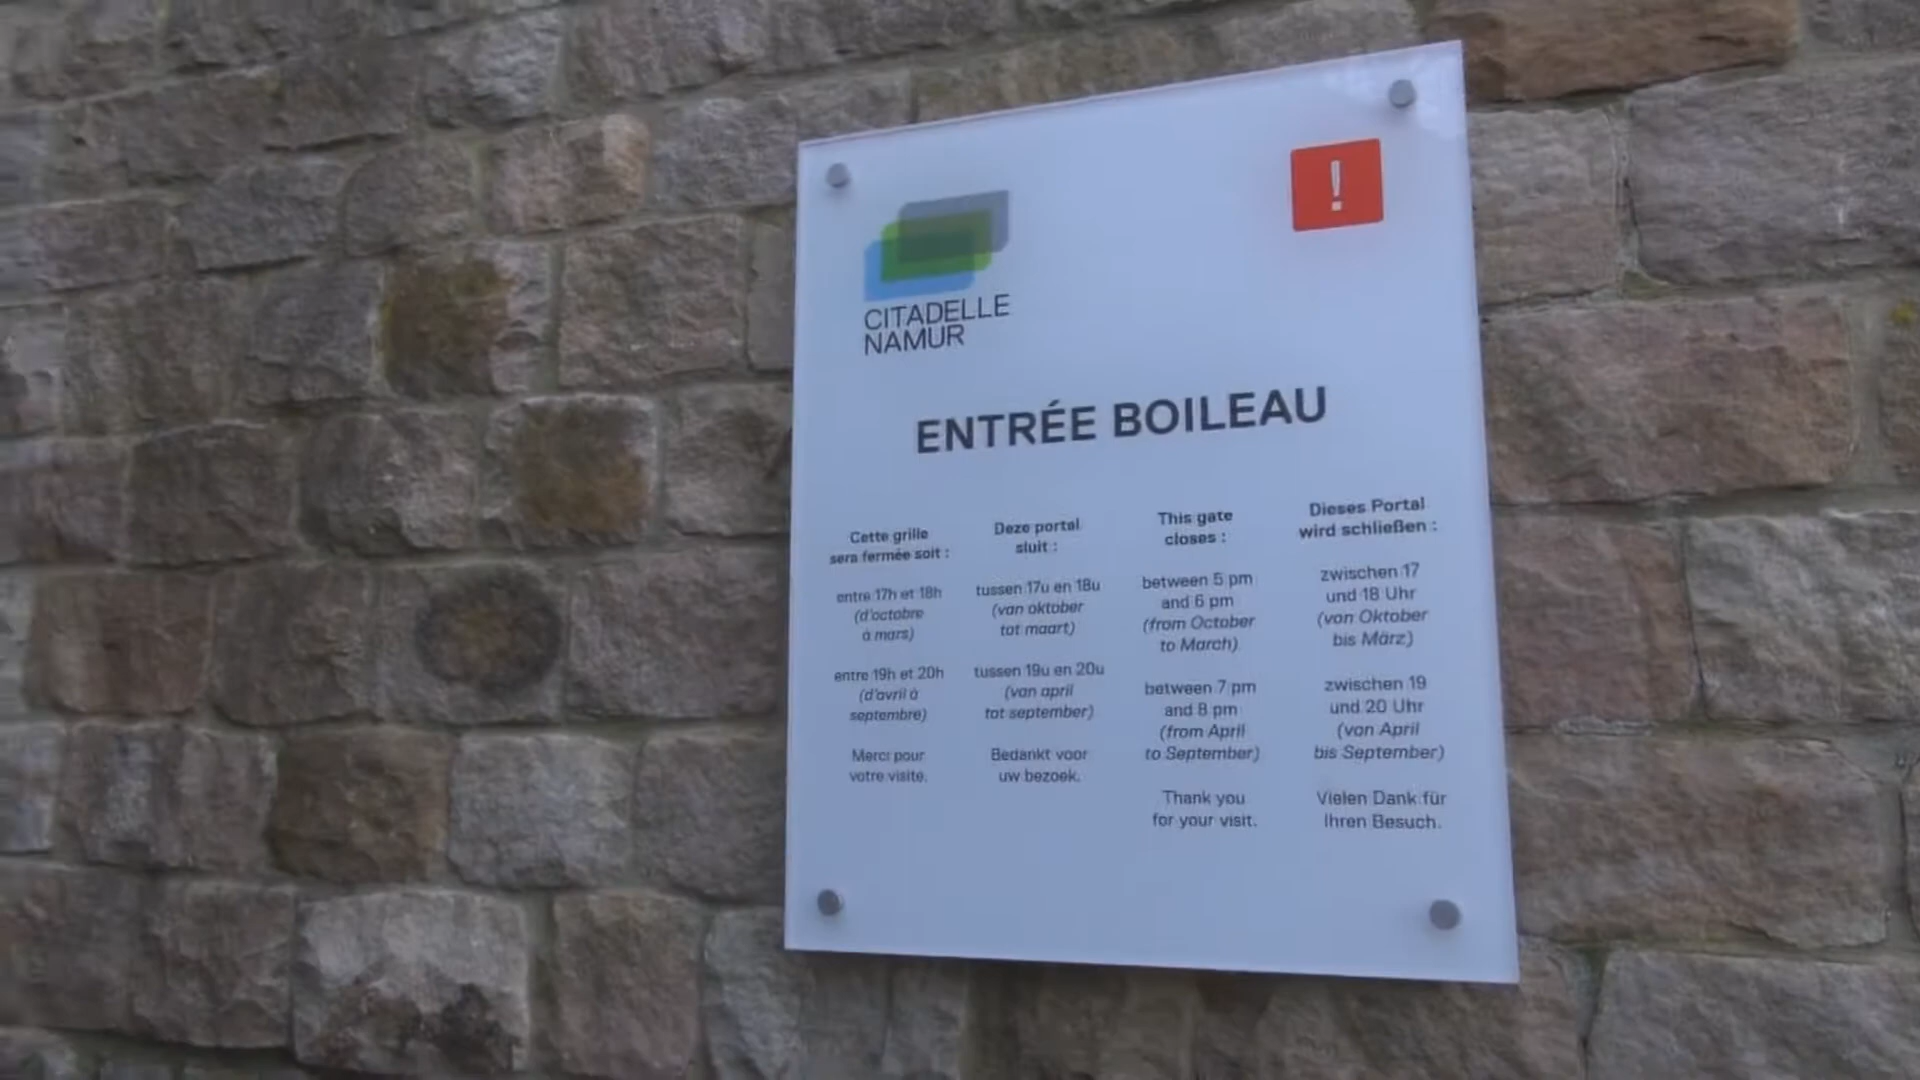 !
CITADELLE
NAMUR
ENTRÉE BOILEAU
Cette grille
sera fermée soit :
entre 17h et 18h
(d'octobre
à mars)
entre 19h et 20h
(d'avril à
septembre)
Merci pour
votre visite.
Deze portal
sluit :
tussen 17u en 18u
(van oktober
tot maart)
tussen 19u en 20u
(van april
tot september)
Bedankt voor
uw bezoek.
This gate
closes :
between 5 pm
and 6 pm
(from October
to March)
between 7 pm
and 8 pm
(from April
to September)
Thank you
for your visit.
Dieses Portal
wird schließen :
zwischen 17
und 18 Uhr
(von Oktober
bis März)
zwischen 19
und 20 Uhr
(von April
bis September)
Vielen Dank für
Ihren Besuch.